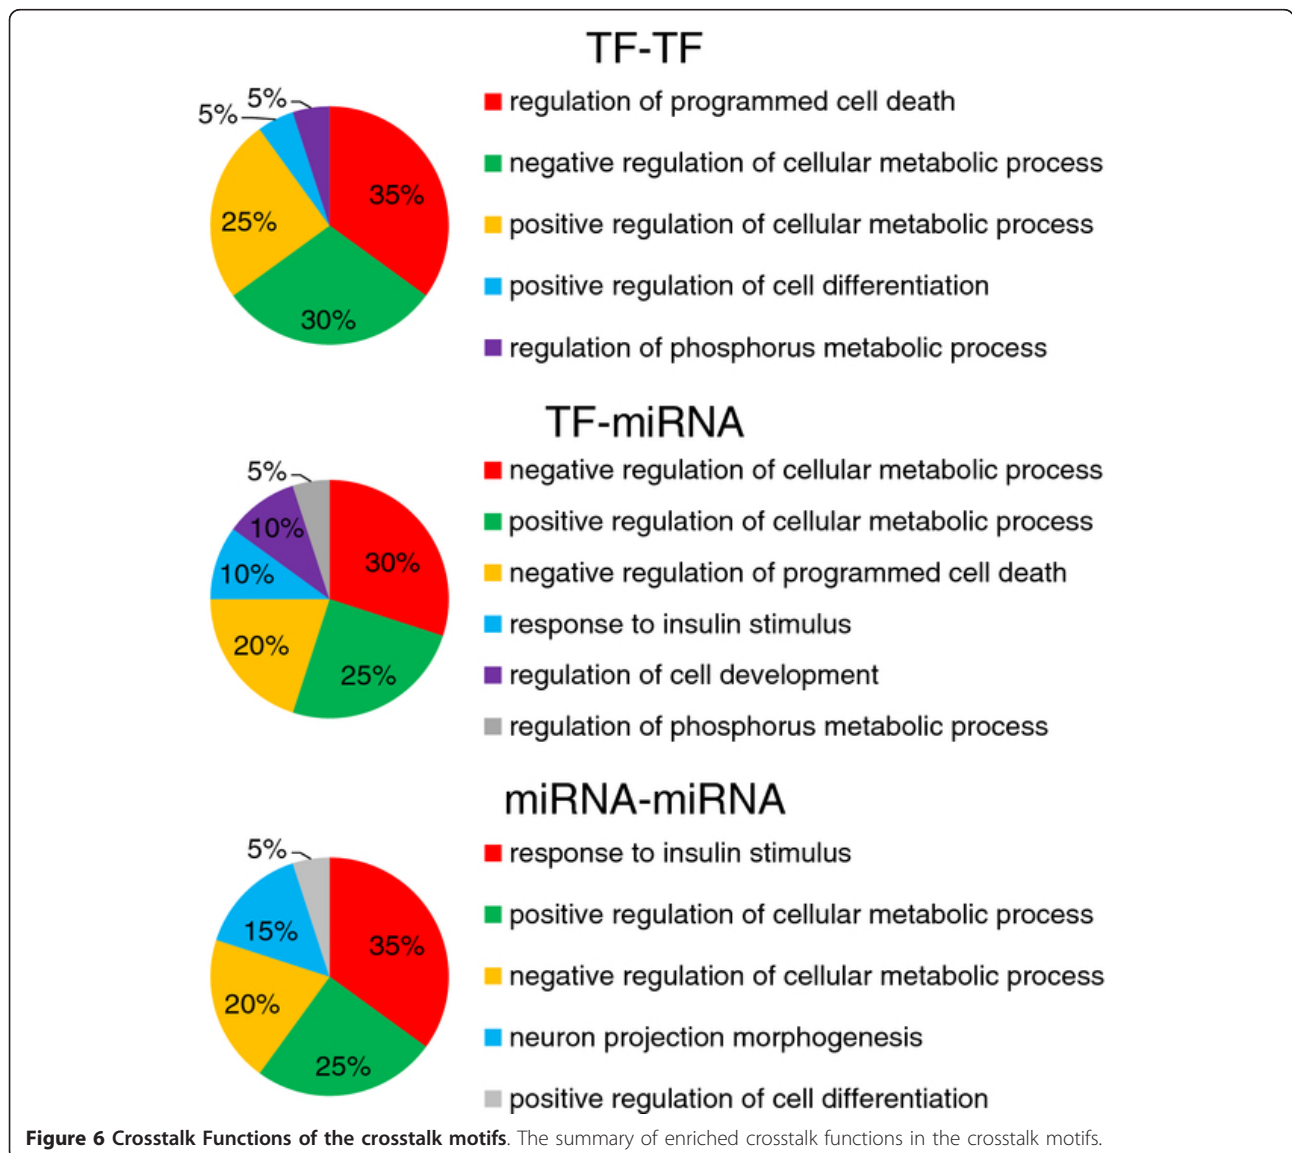 TF-TF
5%
5%
35%
25%
30%
regulation of programmed cell death
negative regulation of cellular metabolic process
positive regulation of cellular metabolic process
positive regulation of cell differentiation
regulation of phosphorus metabolic process
TF-miRNA
5%
10%
30%
10%
20%
25%
negative regulation of cellular metabolic process
positive regulation of cellular metabolic process
negative regulation of programmed cell death
response to insulin stimulus
regulation of cell development
regulation of phosphorus metabolic process
miRNA-miRNA
5%
15%
35%
20%
25%
response to insulin stimulus
positive regulation of cellular metabolic process
negative regulation of cellular metabolic process
neuron projection morphogenesis
positive regulation of cell differentiation
Figure 6 Crosstalk Functions of the crosstalk motifs. The summary of enriched crosstalk functions in the crosstalk motifs.